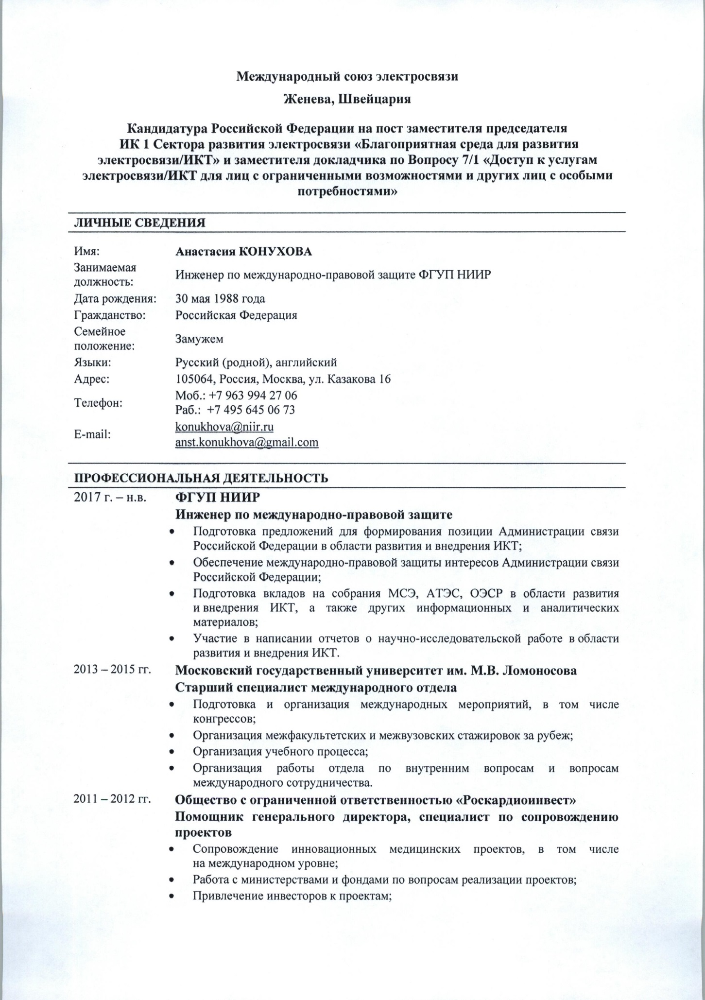 Международный союз электросвязи
Женева, Швейцария
Кандидатура Российской Федерации на пост заместителя председателя
ИК 1 Сектора развития электросвязи «Благоприятная среда для развития
электросвязи/ИКТ» и заместителя докладчика по Вопросу 7/1 «Доступ к услугам
электросвязи/ИКТ для лиц с ограниченными возможностями и других лиц с особыми
потребностями»
ЛИЧНЫЕ СВЕДЕНИЯ
Имя: Анастасия КОНУХОВА
Занимаемая
должность: Инженер по международно-правовой защите ФГУП НИИР
Дата рождения: 30 мая 1988 года
Гражданство: Российская Федерация
Семейное
положение: Замужем
Языки: Русский (родной), английский
Адрес: 105064, Россия, Москва, ул. Казакова 16
Телефон: Моб.: +7 963 994 27 06
Раб.: +7 495 645 06 73
E-mail: konukhova@niir.ru
anst.konukhova@gmail.com
ПРОФЕССИОНАЛЬНАЯ ДЕЯТЕЛЬНОСТЬ
2017 г. – н.в. ФГУП НИИР
Инженер по международно-правовой защите
• Подготовка предложений для формирования позиции Администрации связи
Российской Федерации в области развития и внедрения ИКТ;
• Обеспечение международно-правовой защиты интересов Администрации связи
Российской Федерации;
• Подготовка вкладов на собрания МСЭ, АТЭС, ОЭСР в области развития
и внедрения ИКТ, а также других информационных и аналитических
материалов;
• Участие в написании отчетов о научно-исследовательской работе в области
развития и внедрения ИКТ.
2013 – 2015 гг. Московский государственный университет им. М.В. Ломоносова
Старший специалист международного отдела
• Подготовка и организация международных мероприятий, в том числе
конгрессов;
• Организация межфакультетских и межвузовских стажировок за рубеж;
• Организация учебного процесса;
• Организация работы отдела по внутренним вопросам и вопросам
международного сотрудничества.
2011 – 2012 гг. Общество с ограниченной ответственностью «Роскардиоинвест»
Помощник генерального директора, специалист по сопровождению
проектов
• Сопровождение инновационных медицинских проектов, в том числе
на международном уровне;
• Работа с министерствами и фондами по вопросам реализации проектов;
• Привлечение инвесторов к проектам;